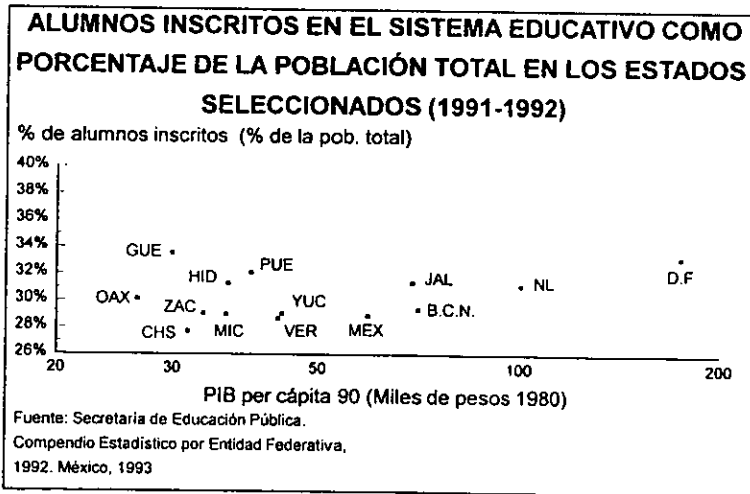 ALUMNOS INSCRITOS EN EL SISTEMA EDUCATIVO COMO
PORCENTAJE DE LA POBLACIÓN TOTAL EN LOS ESTADOS
SELECCIONADOS (1991-1992)
% de alumnos inscritos (% de la pob. total)
40%
38%
36%
34%
32%
30%
28%
26%
GUE
HID
PUE
JAL
NL
D.F
OAX
ZAC
YUC
B.C.N.
CHS
MIC
VER
MEX
20 30 50 100 200
PIB per cápita 90 (Miles de pesos 1980)
Fuente: Secretaria de Educación Pública.
Compendio Estadístico por Entidad Federativa,
1992. México, 1993